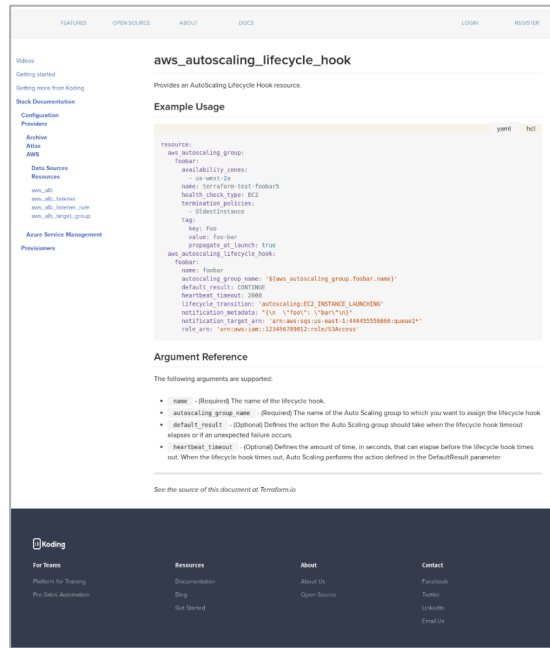 FEATURES OPEN SOURCE ABOUT DOCS LOGIN REGISTER
Videos
Getting started
Getting more from Koding
Stack Documentation
Configuration
Providers
Archive
Atlas
AWS
Data Sources
Resources
aws_alb
aws_alb_listener
aws_alb_listener_rule
aws_alb_target_group
Azure Service Management
Provisioners
aws_autoscaling_lifecycle_hook
Provides an AutoScaling Lifecycle Hook resource.
Example Usage
yaml hcl
resource:
aws_autoscaling_group:
foobar:
availability_zones:
- us-west-2a
name: terraform-test-foobar5
health_check_type: EC2
termination_policies:
- OldestInstance
tag:
key: Foo
value: foo-bar
propagate_at_launch: true
aws_autoscaling_lifecycle_hook:
foobar:
name: foobar
autoscaling_group_name: '${aws_autoscaling_group.foobar.name}'
default_result: CONTINUE
heartbeat_timeout: 2000
lifecycle_transition: 'autoscaling:EC2_INSTANCE_LAUNCHING'
notification_metadata: "{\n \"foo\": \"bar\"\n}"
notification_target_arn: 'arn:aws:sqs:us-east-1:444455556666:queue1*'
role_arn: 'arn:aws:iam::123456789012:role/S3Access'
Argument Reference
The following arguments are supported:
• name - (Required) The name of the lifecycle hook.
• autoscaling_group_name - (Required) The name of the Auto Scaling group to which you want to assign the lifecycle hook
• default_result - (Optional) Defines the action the Auto Scaling group should take when the lifecycle hook timeout
elapses or if an unexpected failure occurs.
• heartbeat_timeout - (Optional) Defines the amount of time, in seconds, that can elapse before the lifecycle hook times
out. When the lifecycle hook times out, Auto Scaling performs the action defined in the DefaultResult parameter
See the source of this document at Terraform.io
Koding
For Teams
Platform for Training
Pre-Sales Automation
Resources
Documentation
Blog
Get Started
About
About Us
Open Source
Contact
Facebook
Twitter
LinkedIn
Email Us